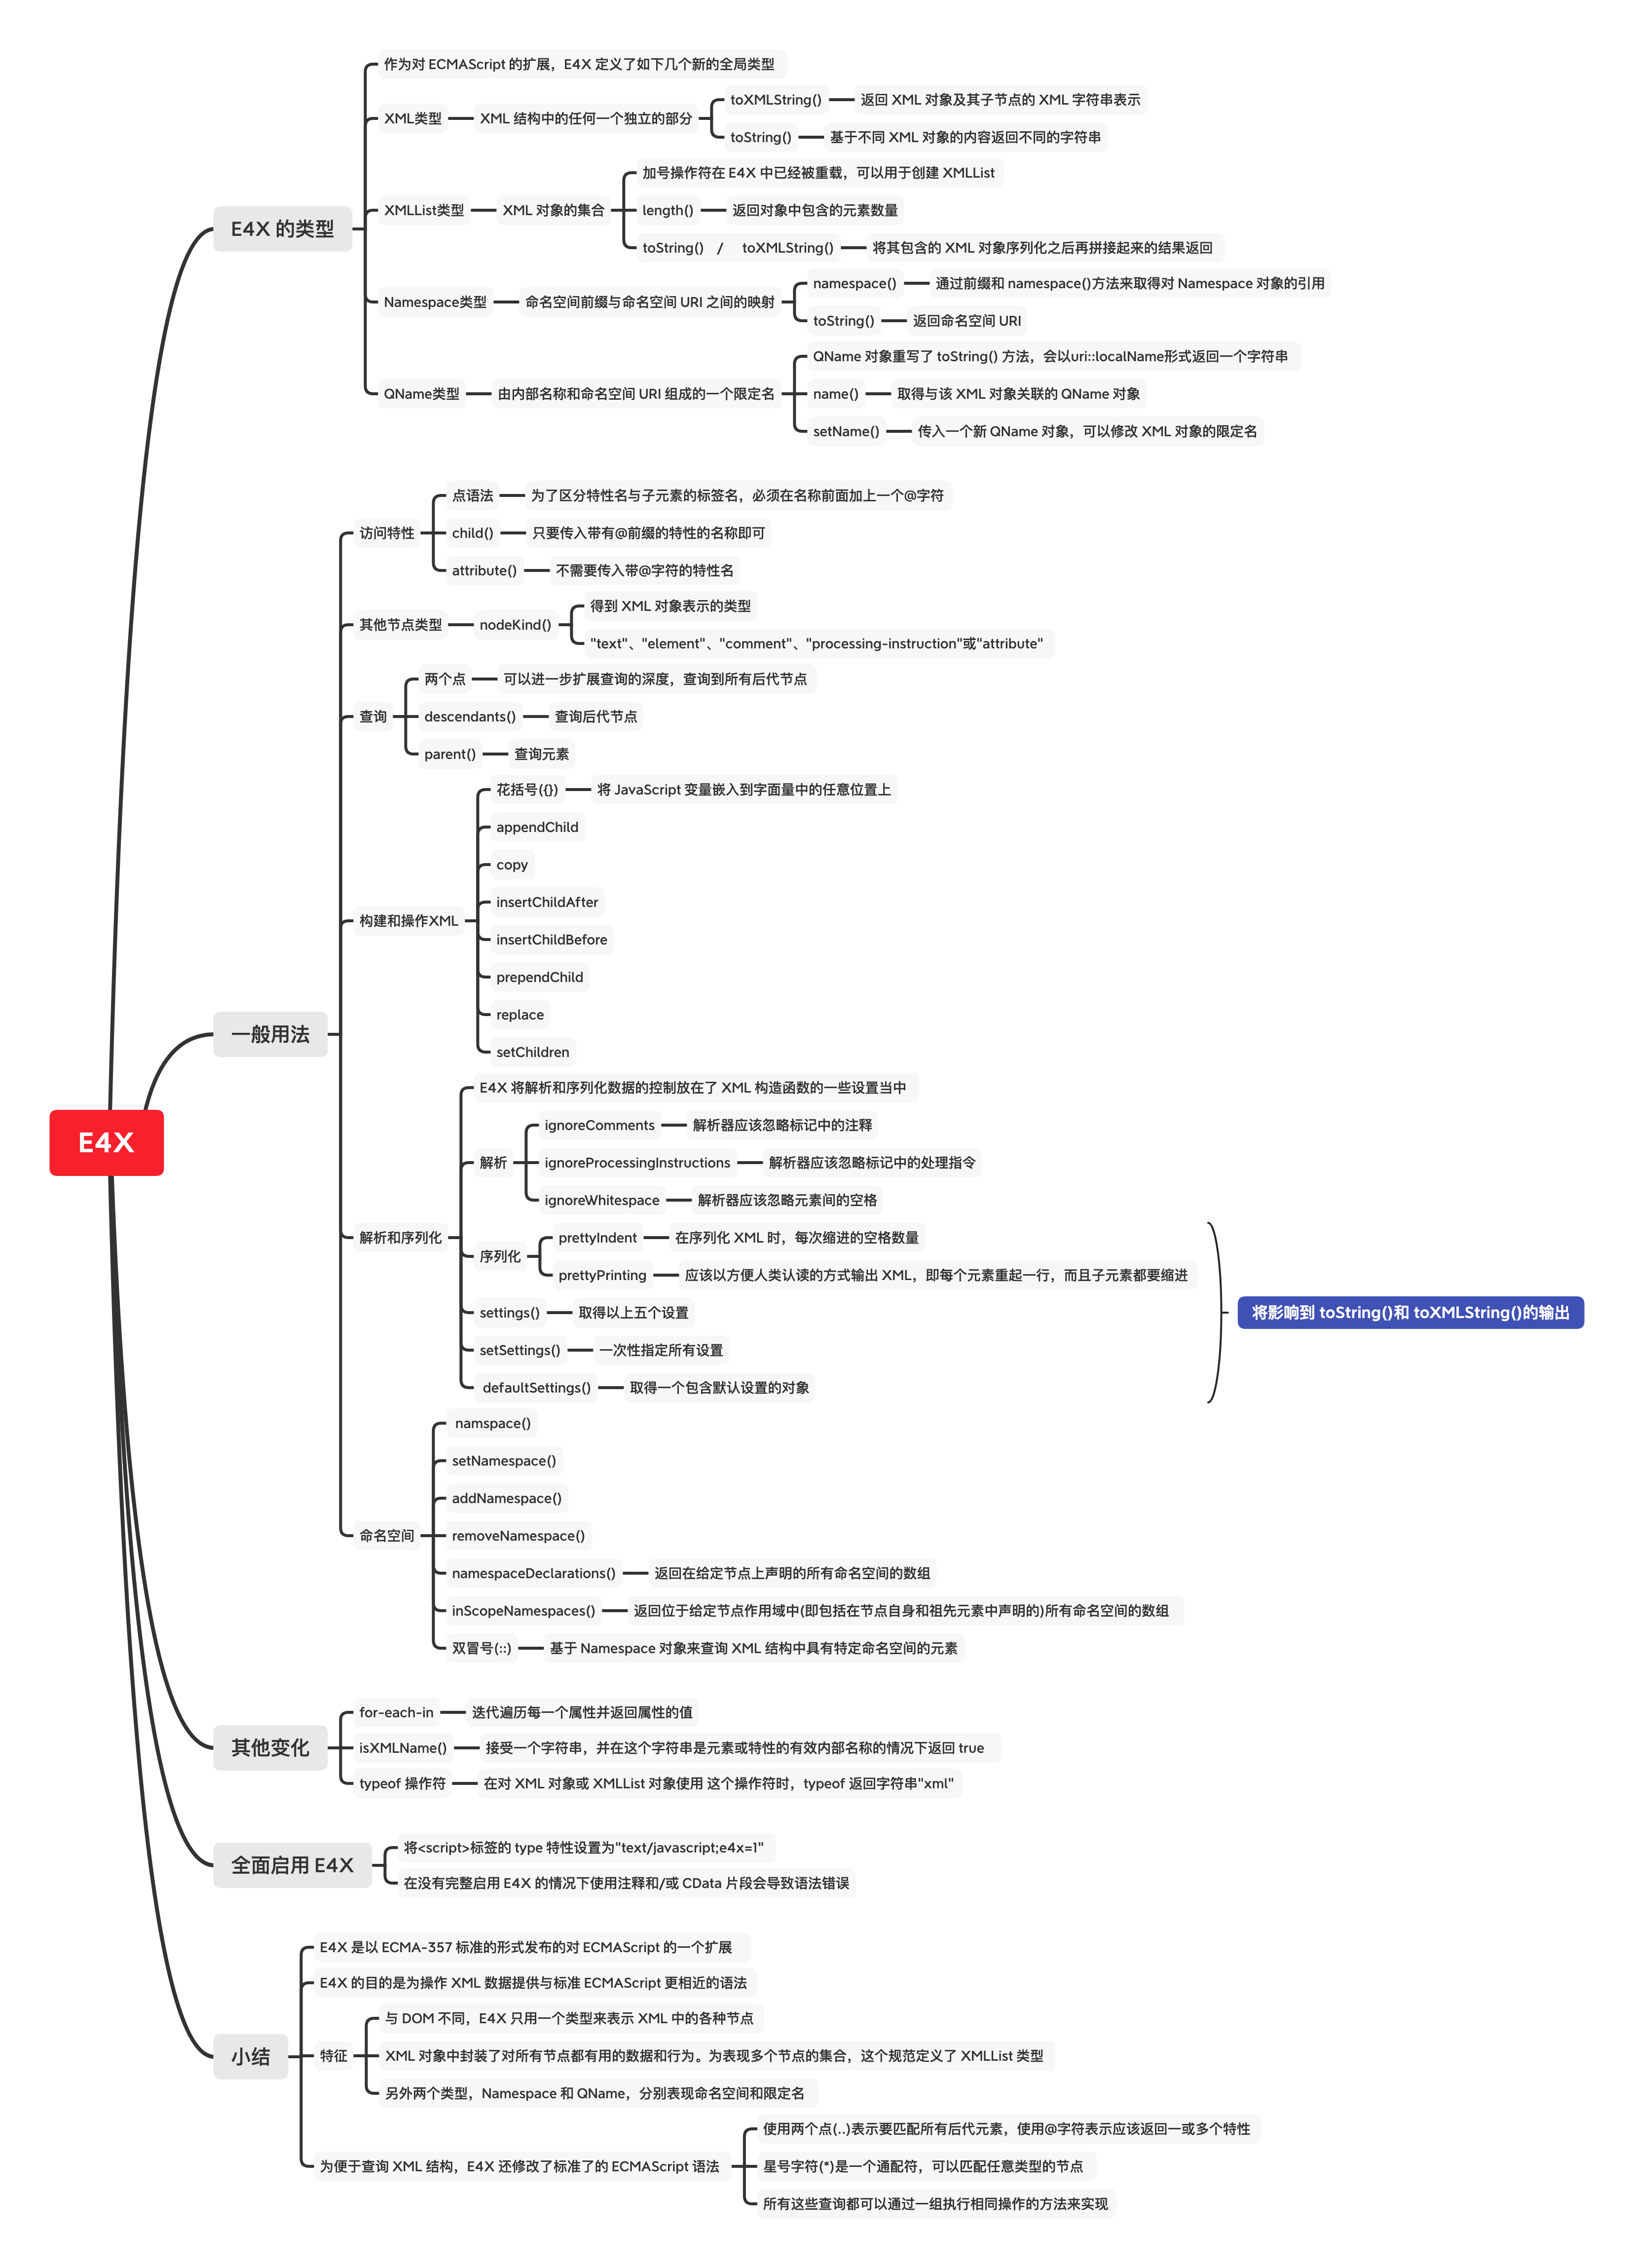 E4X
E4X 的类型
作为对 ECMAScript 的扩展，E4X 定义了如下几个新的全局类型
XML类型
XML 结构中的任何一个独立的部分
toXMLString()
返回 XML 对象及其子节点的 XML 字符串表示
toString()
基于不同 XML 对象的内容返回不同的字符串
XMLList类型
XML 对象的集合
加号操作符在 E4X 中已经被重载，可以用于创建 XMLList
length()
返回对象中包含的元素数量
toString() / toXMLString()
将其包含的 XML 对象序列化之后再拼接起来的结果返回
Namespace类型
命名空间前缀与命名空间 URI 之间的映射
namespace()
通过前缀和 namespace()方法来取得对 Namespace 对象的引用
toString()
返回命名空间 URI
QName类型
由内部名称和命名空间 URI 组成的一个限定名
QName 对象重写了 toString() 方法，会以uri::localName形式返回一个字符串
name()
取得与该 XML 对象关联的 QName 对象
setName()
传入一个新 QName 对象，可以修改 XML 对象的限定名
一般用法
访问特性
点语法
为了区分特性名与子元素的标签名，必须在名称前面加上一个@字符
child()
只要传入带有@前缀的特性的名称即可
attribute()
不需要传入带@字符的特性名
其他节点类型
nodeKind()
得到 XML 对象表示的类型
"text"、"element"、"comment"、"processing-instruction"或"attribute"
查询
两个点
可以进一步扩展查询的深度，查询到所有后代节点
descendants()
查询后代节点
parent()
查询元素
构建和操作XML
花括号({})
将 JavaScript 变量嵌入到字面量中的任意位置上
appendChild
copy
insertChildAfter
insertChildBefore
prependChild
replace
setChildren
解析和序列化
E4X 将解析和序列化数据的控制放在了 XML 构造函数的一些设置当中
解析
ignoreComments
解析器应该忽略标记中的注释
ignoreProcessingInstructions
解析器应该忽略标记中的处理指令
ignoreWhitespace
解析器应该忽略元素间的空格
序列化
prettyIndent
在序列化 XML 时，每次缩进的空格数量
prettyPrinting
应该以方便人类认读的方式输出 XML，即每个元素重起一行，而且子元素都要缩进
settings()
取得以上五个设置
setSettings()
一次性指定所有设置
defaultSettings()
取得一个包含默认设置的对象
将影响到 toString()和 toXMLString()的输出
命名空间
namspace()
setNamespace()
addNamespace()
removeNamespace()
namespaceDeclarations()
返回在给定节点上声明的所有命名空间的数组
inScopeNamespaces()
返回位于给定节点作用域中(即包括在节点自身和祖先元素中声明的)所有命名空间的数组
双冒号(::)
基于 Namespace 对象来查询 XML 结构中具有特定命名空间的元素
其他变化
for-each-in
迭代遍历每一个属性并返回属性的值
isXMLName()
接受一个字符串，并在这个字符串是元素或特性的有效内部名称的情况下返回 true
typeof 操作符
在对 XML 对象或 XMLList 对象使用 这个操作符时，typeof 返回字符串"xml"
全面启用 E4X
将<script>标签的 type 特性设置为"text/javascript;e4x=1"
在没有完整启用 E4X 的情况下使用注释和/或 CData 片段会导致语法错误
小结
E4X 是以 ECMA-357 标准的形式发布的对 ECMAScript 的一个扩展
E4X 的目的是为操作 XML 数据提供与标准 ECMAScript 更相近的语法
特征
与 DOM 不同，E4X 只用一个类型来表示 XML 中的各种节点
XML 对象中封装了对所有节点都有用的数据和行为。为表现多个节点的集合，这个规范定义了 XMLList 类型
另外两个类型，Namespace 和 QName，分别表现命名空间和限定名
为便于查询 XML 结构，E4X 还修改了标准了的 ECMAScript 语法
使用两个点(..)表示要匹配所有后代元素，使用@字符表示应该返回一或多个特性
星号字符(*)是一个通配符，可以匹配任意类型的节点
所有这些查询都可以通过一组执行相同操作的方法来实现